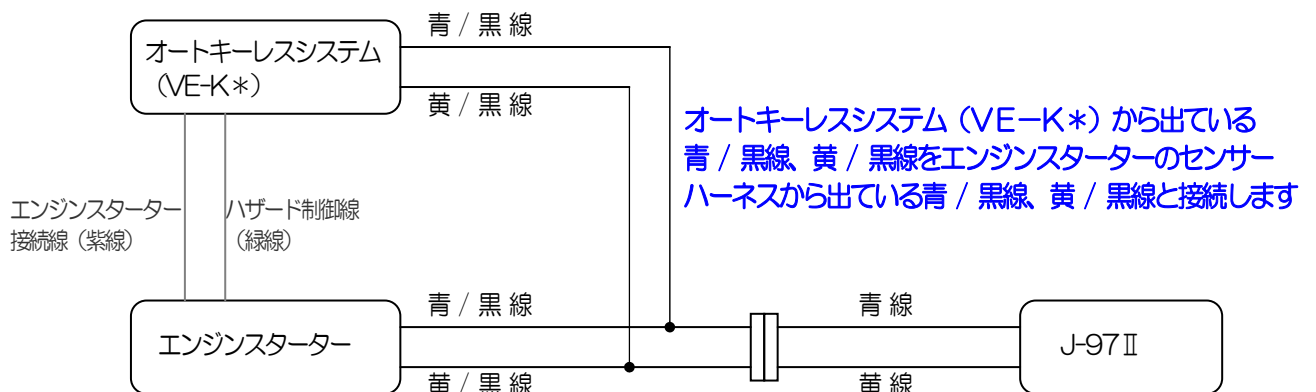 青 / 黒 線
オートキーレスシステム
（VE-K＊）
黄 / 黒 線
オートキーレスシステム（VE－K＊）から出ている
青 / 黒線、黄 / 黒線をエンジンスターターのセンサー
ハーネスから出ている青 / 黒線、黄 / 黒線と接続します
エンジンスターター
接続線（紫線）
ハザード制御線
（緑線）
青 / 黒 線
青 線
エンジンスターター
J-97Ⅱ
黄 / 黒 線
黄 線